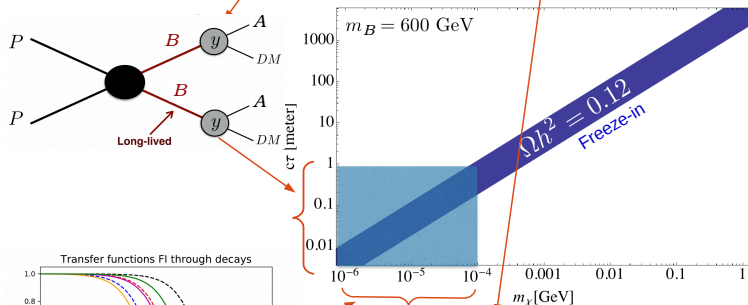 P
P
B
B
y
y
A
DM
A
DM
Long-lived
m_B = 600 GeV
Ωh² = 0.12
Freeze-in
cτ [meter]
1000
100
10
1
0.1
0.01
10⁻⁶
10⁻⁵
10⁻⁴
0.001
0.01
0.1
1
m_χ[GeV]
Transfer functions FI through decays
1.0
0.8